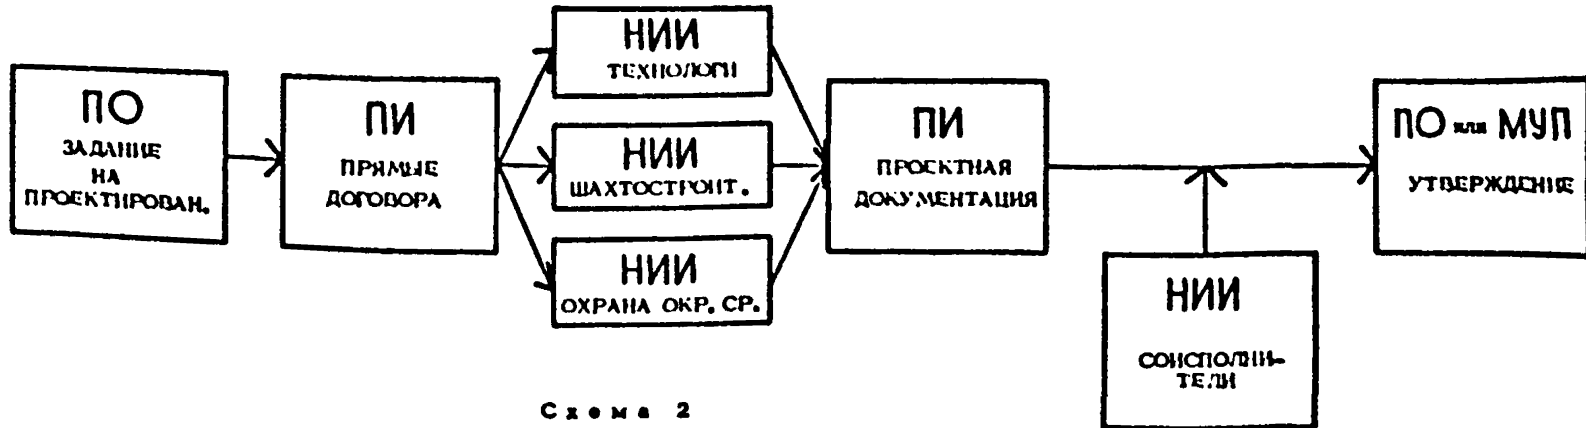 ПО
ЗАДАНИЕ
НА
ПРОЕКТИРОВАН.
ПИ
ПРЯМЫЕ
ДОГОВОРА
НИИ
ТЕХНОЛОГИ
НИИ
ШАХТОСТРОИТ.
НИИ
ОХРАНА ОКР. СР.
ПИ
ПРОЕКТНАЯ
ДОКУМЕНТАЦИЯ
НИИ
СОИСПОЛНИ-
ТЕЛИ
ПО или МУП
УТВЕРЖДЕНИЕ
Схема 2